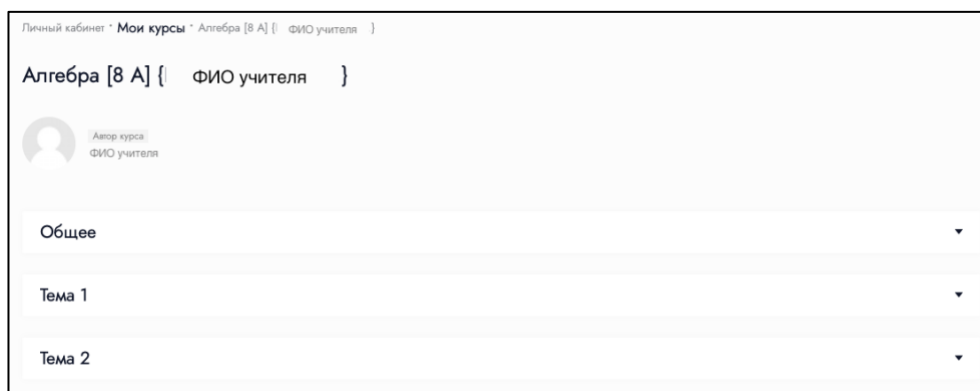 Личный кабинет • Мои курсы • Алгебра [8 А] { ФИО учителя }
Алгебра [8 А] { ФИО учителя }
Автор курса
ФИО учителя
Общее
Тема 1
Тема 2